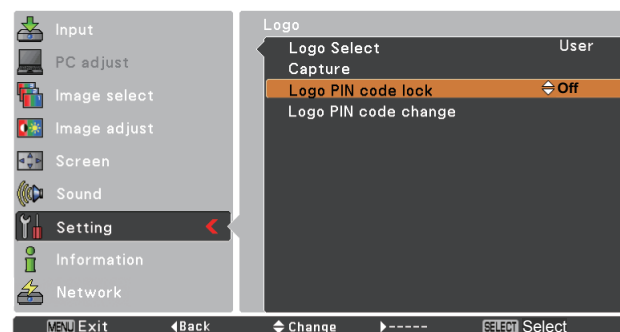 Input
PC adjust
Image select
Image adjust
Screen
Sound
Setting
Information
Network
Logo
Logo Select User
Capture
Logo PIN code lock Off
Logo PIN code change
MENU Exit Back Change ----- SELECT Select